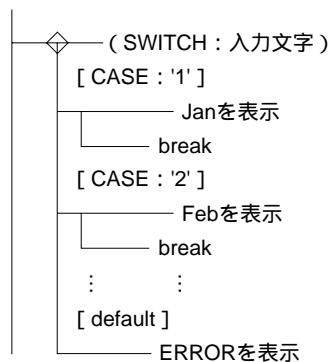 （SWITCH：入力文字）
[ CASE：'1' ]
Janを表示
break
[ CASE：'2' ]
Febを表示
break
⋮ ⋮
[ default ]
ERRORを表示